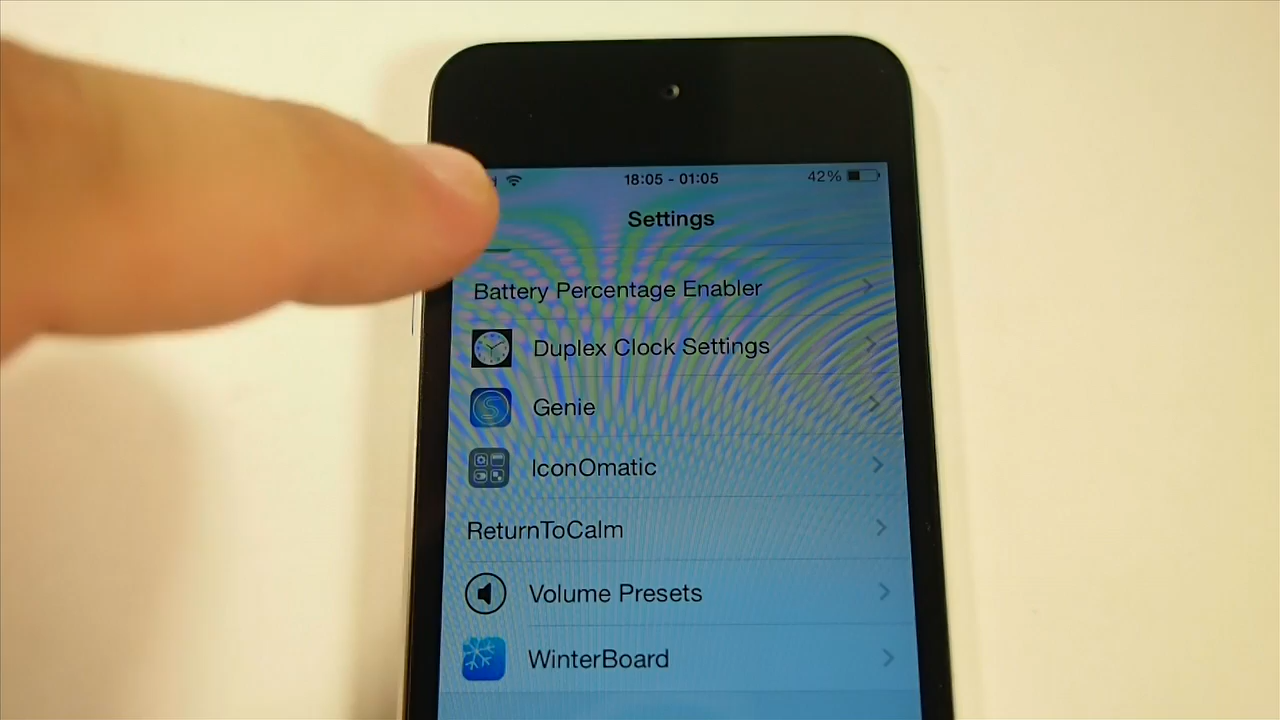 18:05 - 01:05 42%
Settings
Battery Percentage Enabler
Duplex Clock Settings
Genie
IconOmatic
ReturnToCalm
Volume Presets
WinterBoard